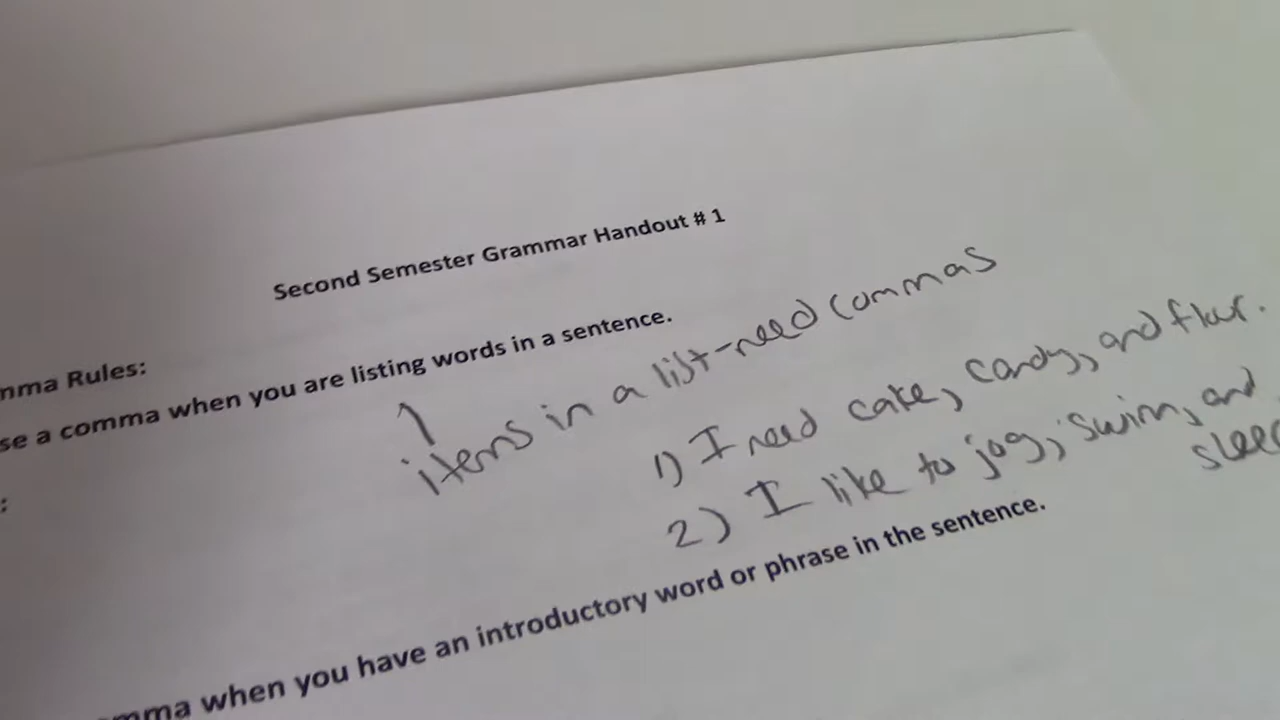 Second Semester Grammar Handout # 1
mma Rules:
se a comma when you are listing words in a sentence.
items in a list-need commas
1) I need cake, candy, and flour.
2) I like to jog, swim, and
sleep
:
mma when you have an introductory word or phrase in the sentence.